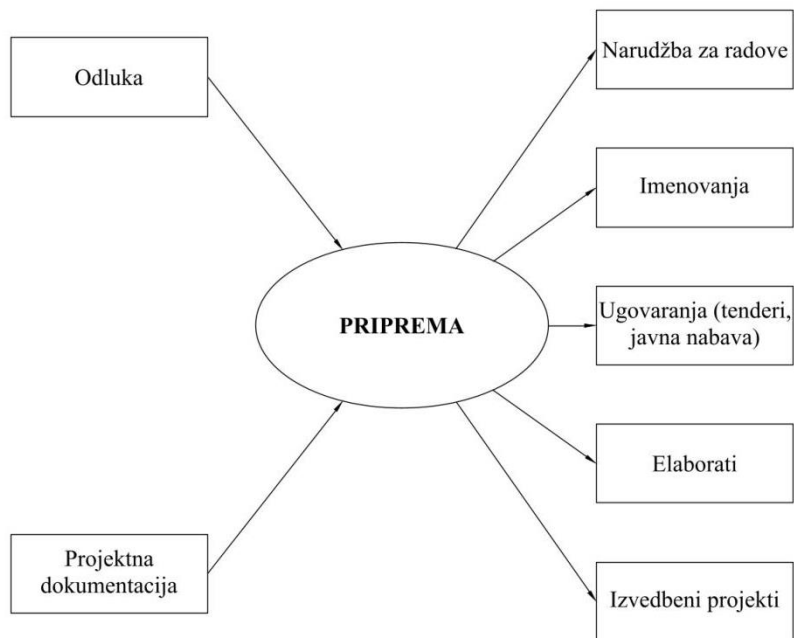 Odluka
Projektna
dokumentacija
PRIPREMA
Narudžba za radove
Imenovanja
Ugovaranja (tenderi,
javna nabava)
Elaborati
Izvedbeni projekti